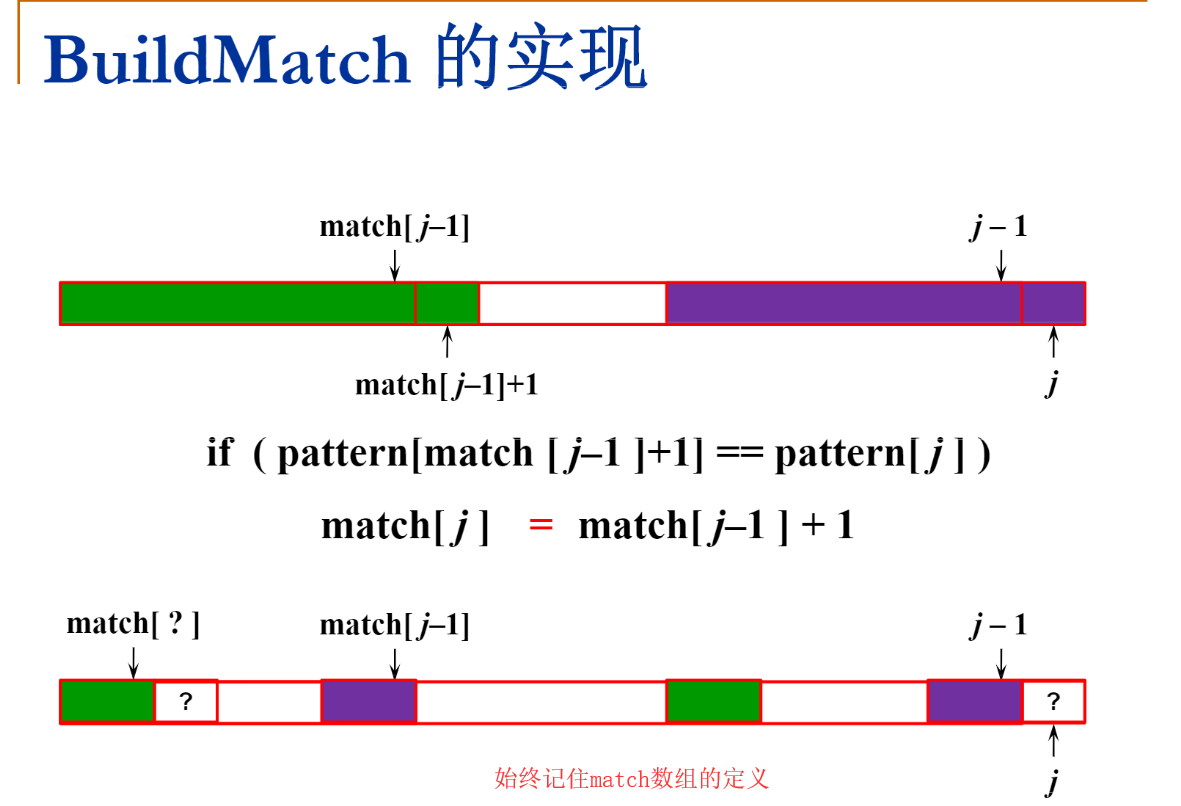 BuildMatch 的实现
match[ j–1] j – 1
match[ j–1]+1 j
if ( pattern[match [ j–1 ]+1] == pattern[ j ] )
match[ j ] = match[ j–1 ] + 1
match[ ? ] match[ j–1] j – 1
? ?
j
始终记住match数组的定义